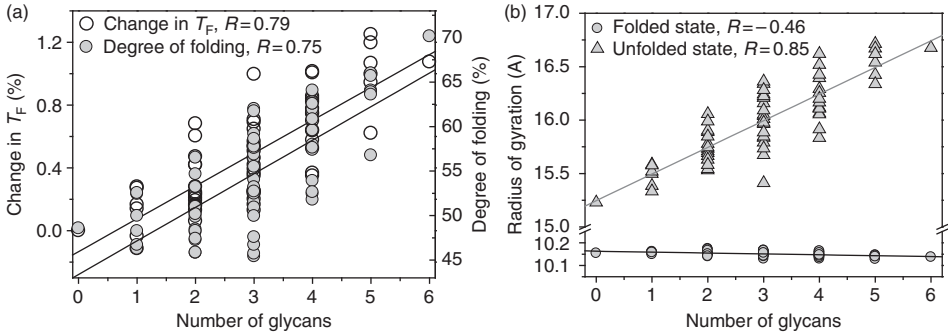 (a)
Change in TF, R=0.79
Degree of folding, R=0.75
1.2
0.8
0.4
0.0
Change in TF (%)
70
65
60
55
50
45
Degree of folding (%)
0 1 2 3 4 5 6
Number of glycans
(b)
Folded state, R=−0.46
Unfolded state, R=0.85
17.0
16.5
16.0
15.5
15.0
10.2
10.1
Radius of gyration (A)
0 1 2 3 4 5 6
Number of glycans